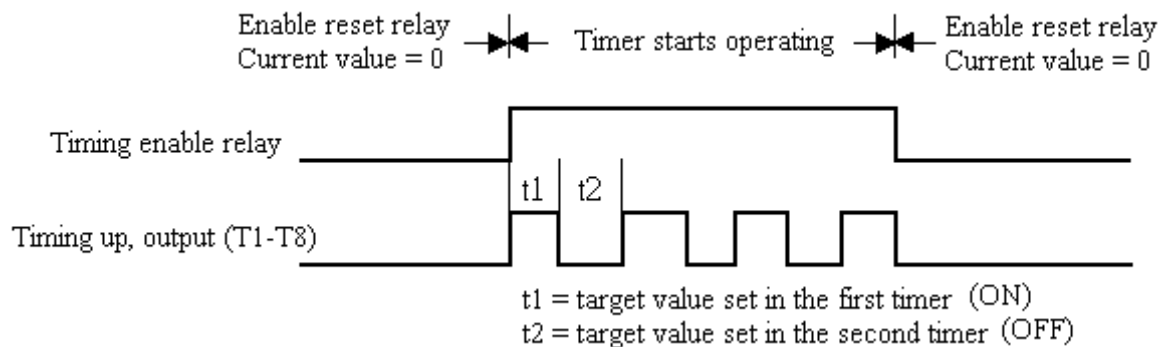 Enable reset relay
Current value = 0
Timer starts operating
Enable reset relay
Current value = 0
Timing enable relay
t1
t2
Timing up, output (T1-T8)
t1 = target value set in the first timer (ON)
t2 = target value set in the second timer (OFF)